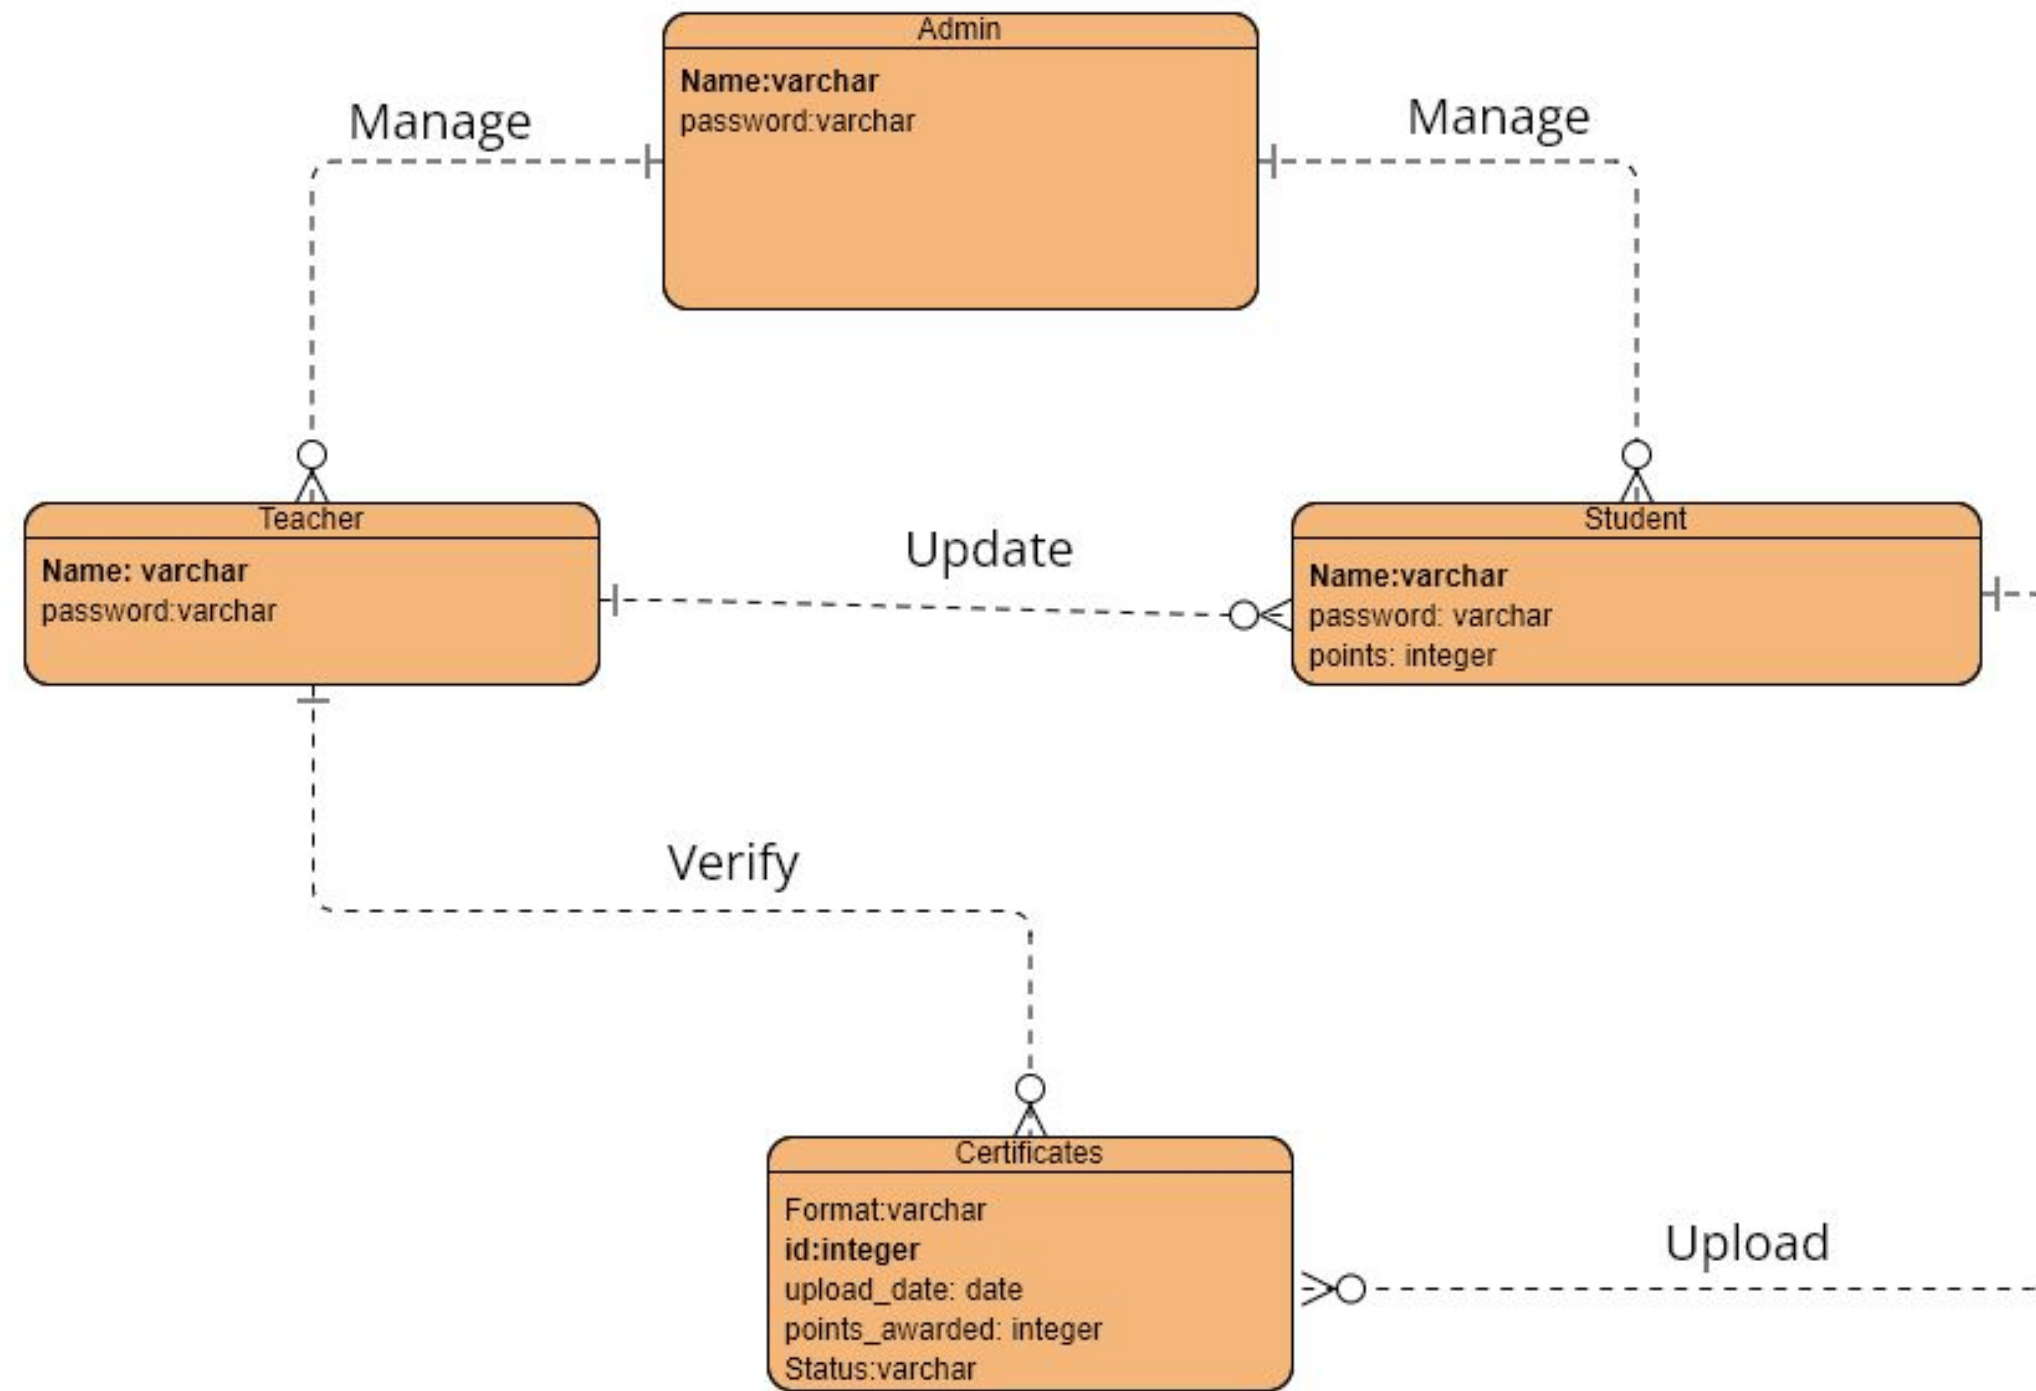 Admin
Name:varchar
password:varchar
Manage
Manage
Teacher
Name: varchar
password:varchar
Update
Student
Name:varchar
password: varchar
points: integer
Verify
Certificates
Format:varchar
id:integer
upload_date: date
points_awarded: integer
Status:varchar
Upload